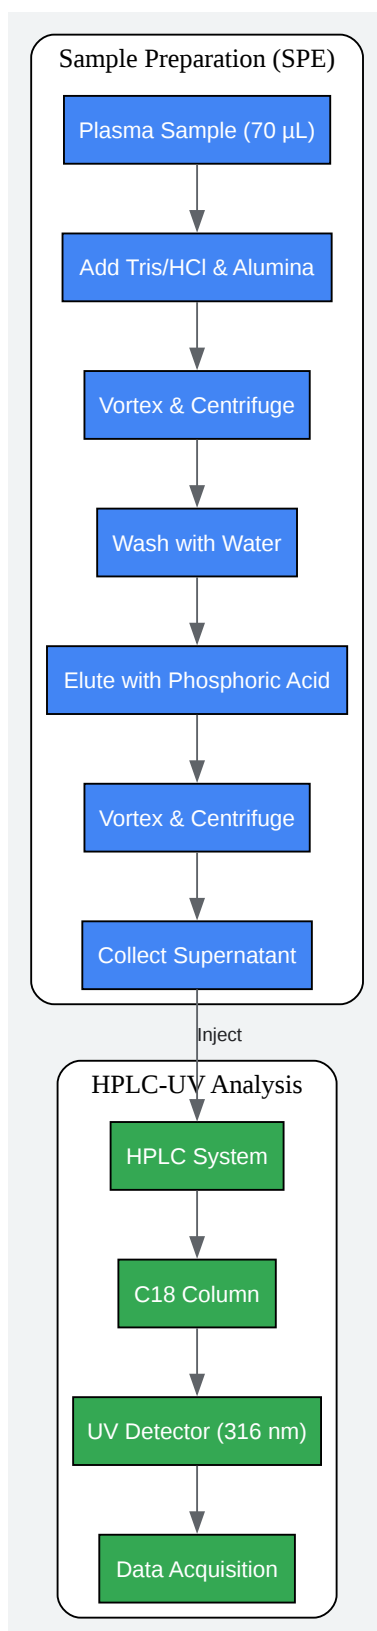 Sample Preparation (SPE)
Plasma Sample (70 µL)
Add Tris/HCl & Alumina
Vortex & Centrifuge
Wash with Water
Elute with Phosphoric Acid
Vortex & Centrifuge
Collect Supernatant
Inject
HPLC-UV Analysis
HPLC System
C18 Column
UV Detector (316 nm)
Data Acquisition